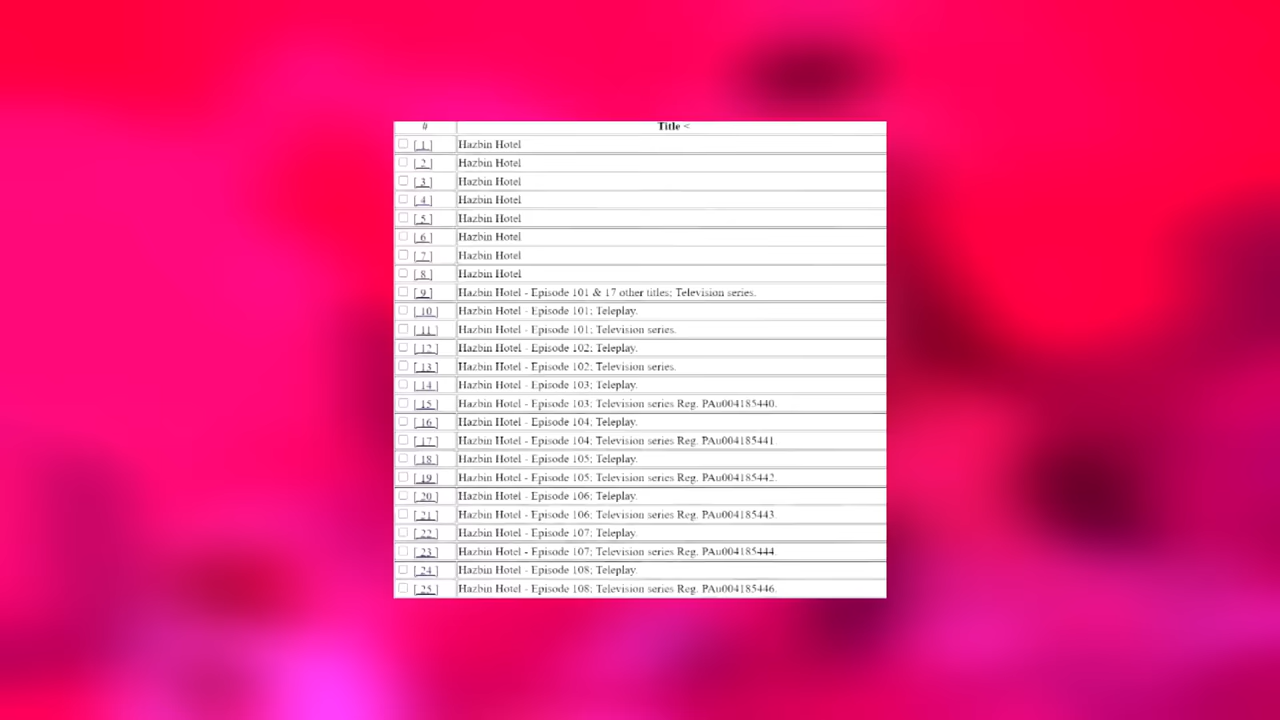 # Title <
[ 1 ] Hazbin Hotel
[ 2 ] Hazbin Hotel
[ 3 ] Hazbin Hotel
[ 4 ] Hazbin Hotel
[ 5 ] Hazbin Hotel
[ 6 ] Hazbin Hotel
[ 7 ] Hazbin Hotel
[ 8 ] Hazbin Hotel
[ 9 ] Hazbin Hotel - Episode 101 & 17 other titles; Television series.
[ 10 ] Hazbin Hotel - Episode 101; Teleplay.
[ 11 ] Hazbin Hotel - Episode 101; Television series.
[ 12 ] Hazbin Hotel - Episode 102; Teleplay.
[ 13 ] Hazbin Hotel - Episode 102; Television series.
[ 14 ] Hazbin Hotel - Episode 103; Teleplay.
[ 15 ] Hazbin Hotel - Episode 103; Television series Reg. PAu004185440.
[ 16 ] Hazbin Hotel - Episode 104; Teleplay.
[ 17 ] Hazbin Hotel - Episode 104; Television series Reg. PAu004185441.
[ 18 ] Hazbin Hotel - Episode 105; Teleplay.
[ 19 ] Hazbin Hotel - Episode 105; Television series Reg. PAu004185442.
[ 20 ] Hazbin Hotel - Episode 106; Teleplay.
[ 21 ] Hazbin Hotel - Episode 106; Television series Reg. PAu004185443.
[ 22 ] Hazbin Hotel - Episode 107; Teleplay.
[ 23 ] Hazbin Hotel - Episode 107; Television series Reg. PAu004185444.
[ 24 ] Hazbin Hotel - Episode 108; Teleplay.
[ 25 ] Hazbin Hotel - Episode 108; Television series Reg. PAu004185446.